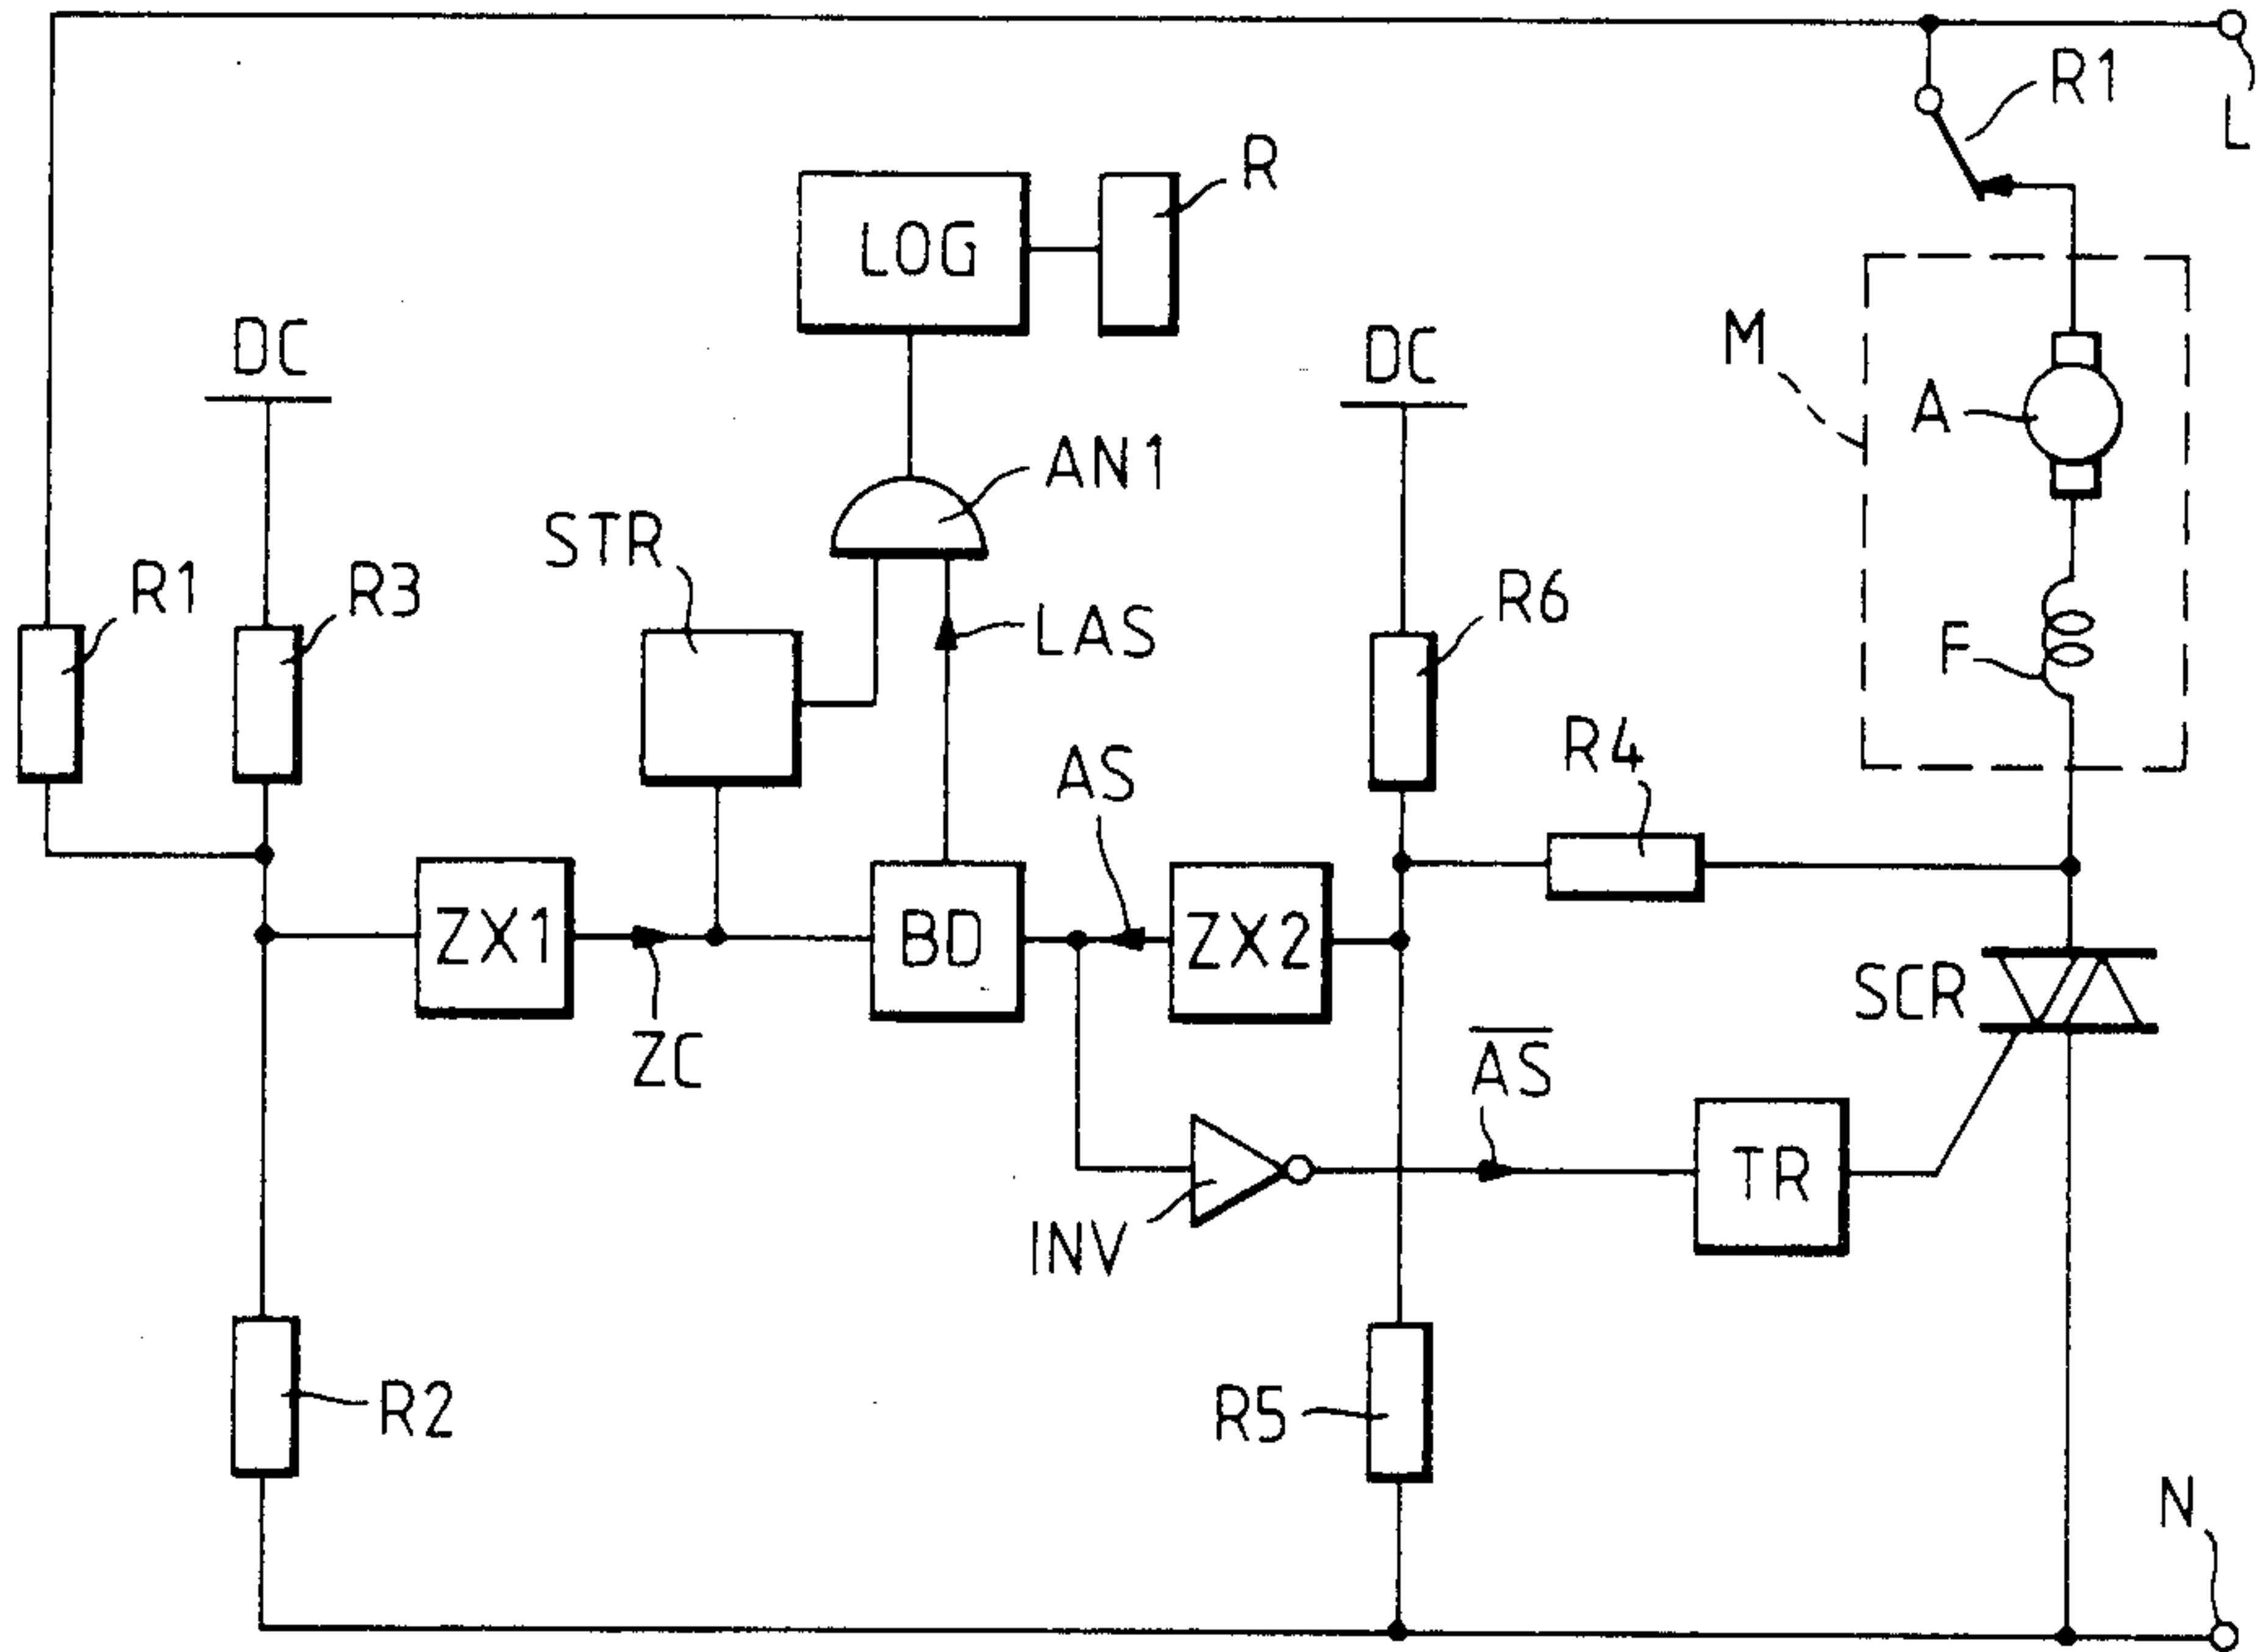 R1
L
R
LOG
DC
DC
M
A
AN1
STR
R1
R3
R6
LAS
F
R4
AS
ZX1
BD
ZX2
SCR
ZC
A̅S̅
TR
INV
R2
R5
N